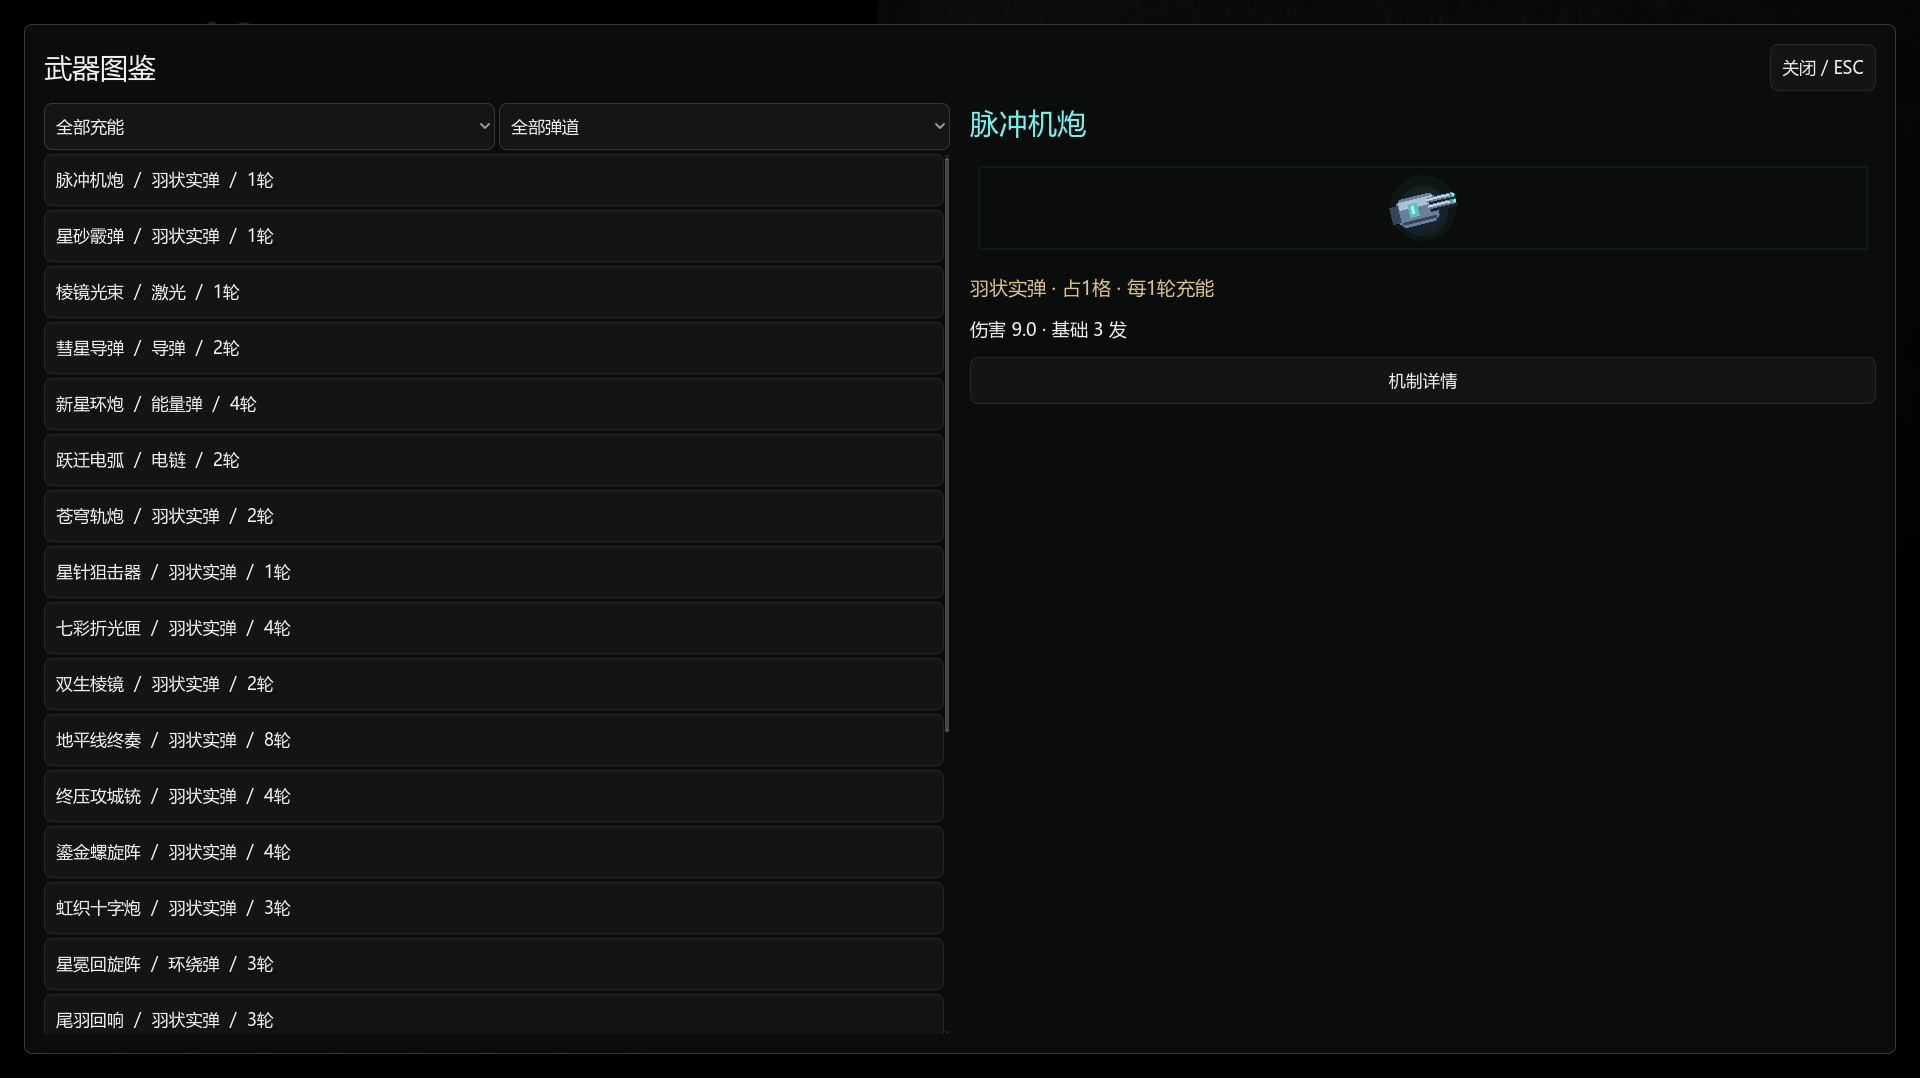 武器图鉴
关闭 / ESC
全部充能
全部弹道
脉冲机炮 / 羽状实弹 / 1轮
星砂霰弹 / 羽状实弹 / 1轮
棱镜光束 / 激光 / 1轮
彗星导弹 / 导弹 / 2轮
新星环炮 / 能量弹 / 4轮
跃迁电弧 / 电链 / 2轮
苍穹轨炮 / 羽状实弹 / 2轮
星针狙击器 / 羽状实弹 / 1轮
七彩折光匣 / 羽状实弹 / 4轮
双生棱镜 / 羽状实弹 / 2轮
地平线终奏 / 羽状实弹 / 8轮
终压攻城铳 / 羽状实弹 / 4轮
鎏金螺旋阵 / 羽状实弹 / 4轮
虹织十字炮 / 羽状实弹 / 3轮
星冕回旋阵 / 环绕弹 / 3轮
尾羽回响 / 羽状实弹 / 3轮
脉冲机炮
羽状实弹 · 占1格 · 每1轮充能
伤害 9.0 · 基础 3 发
机制详情